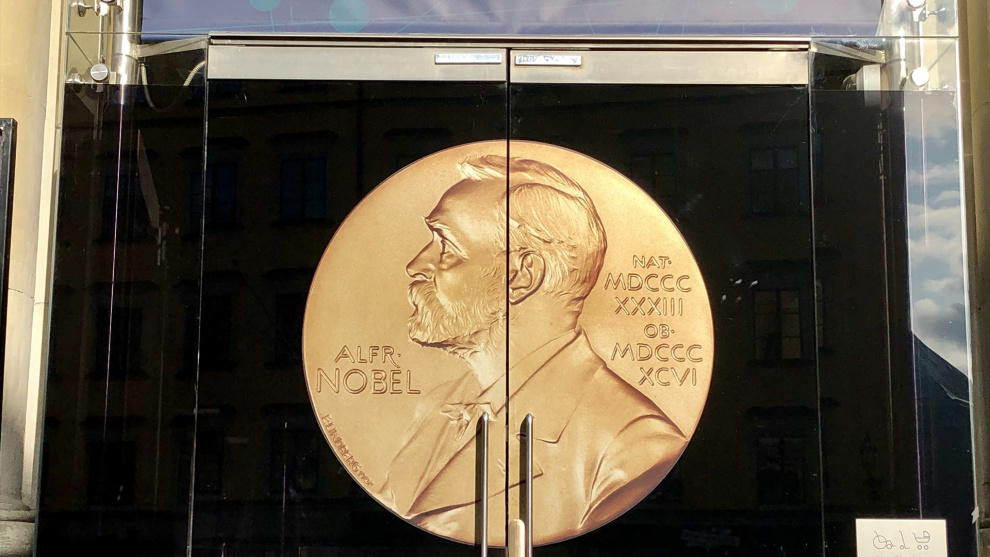 ALFR·
NOBEL
NAT·
MDCCC
XXXIII
OB·
MDCCC
XCVI